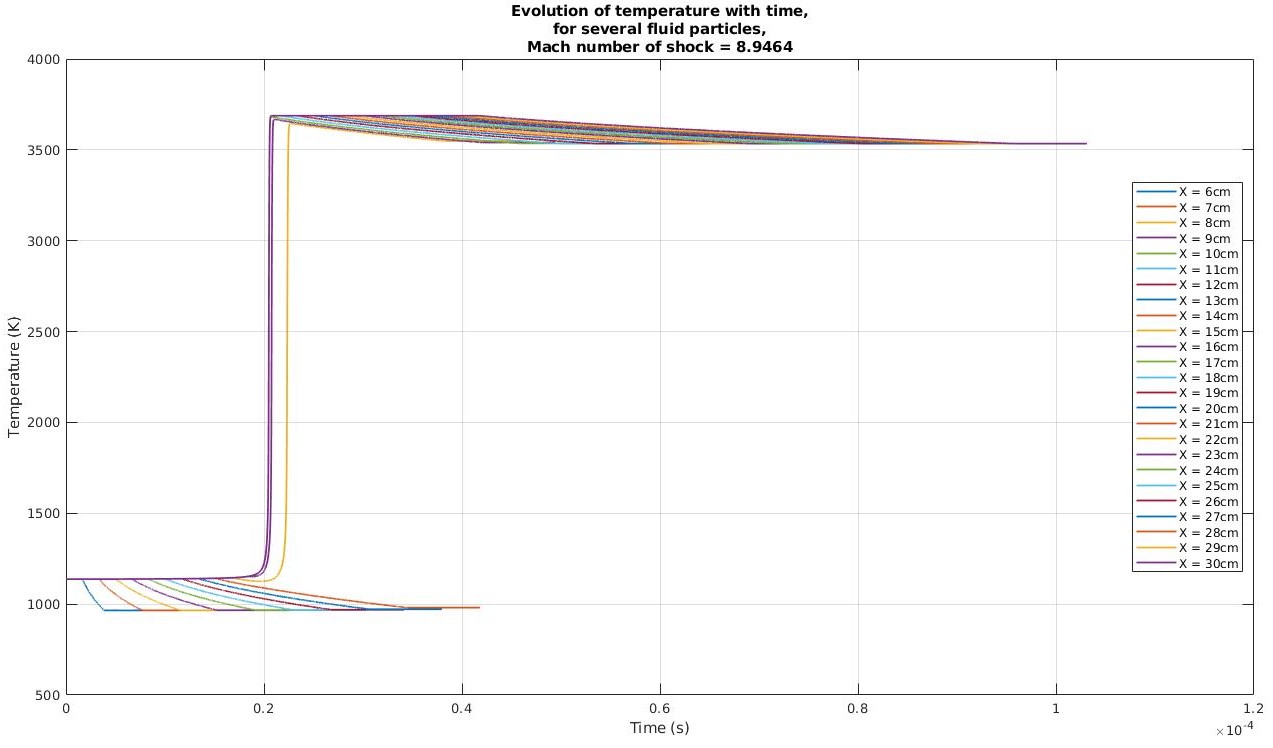 Evolution of temperature with time,
for several fluid particles,
Mach number of shock = 8.9464
4000
3500
3000
2500
2000
1500
1000
500
Temperature (K)
0
0.2
0.4
0.6
0.8
1
1.2
Time (s)
×10⁻⁴
X = 6cm
X = 7cm
X = 8cm
X = 9cm
X = 10cm
X = 11cm
X = 12cm
X = 13cm
X = 14cm
X = 15cm
X = 16cm
X = 17cm
X = 18cm
X = 19cm
X = 20cm
X = 21cm
X = 22cm
X = 23cm
X = 24cm
X = 25cm
X = 26cm
X = 27cm
X = 28cm
X = 29cm
X = 30cm